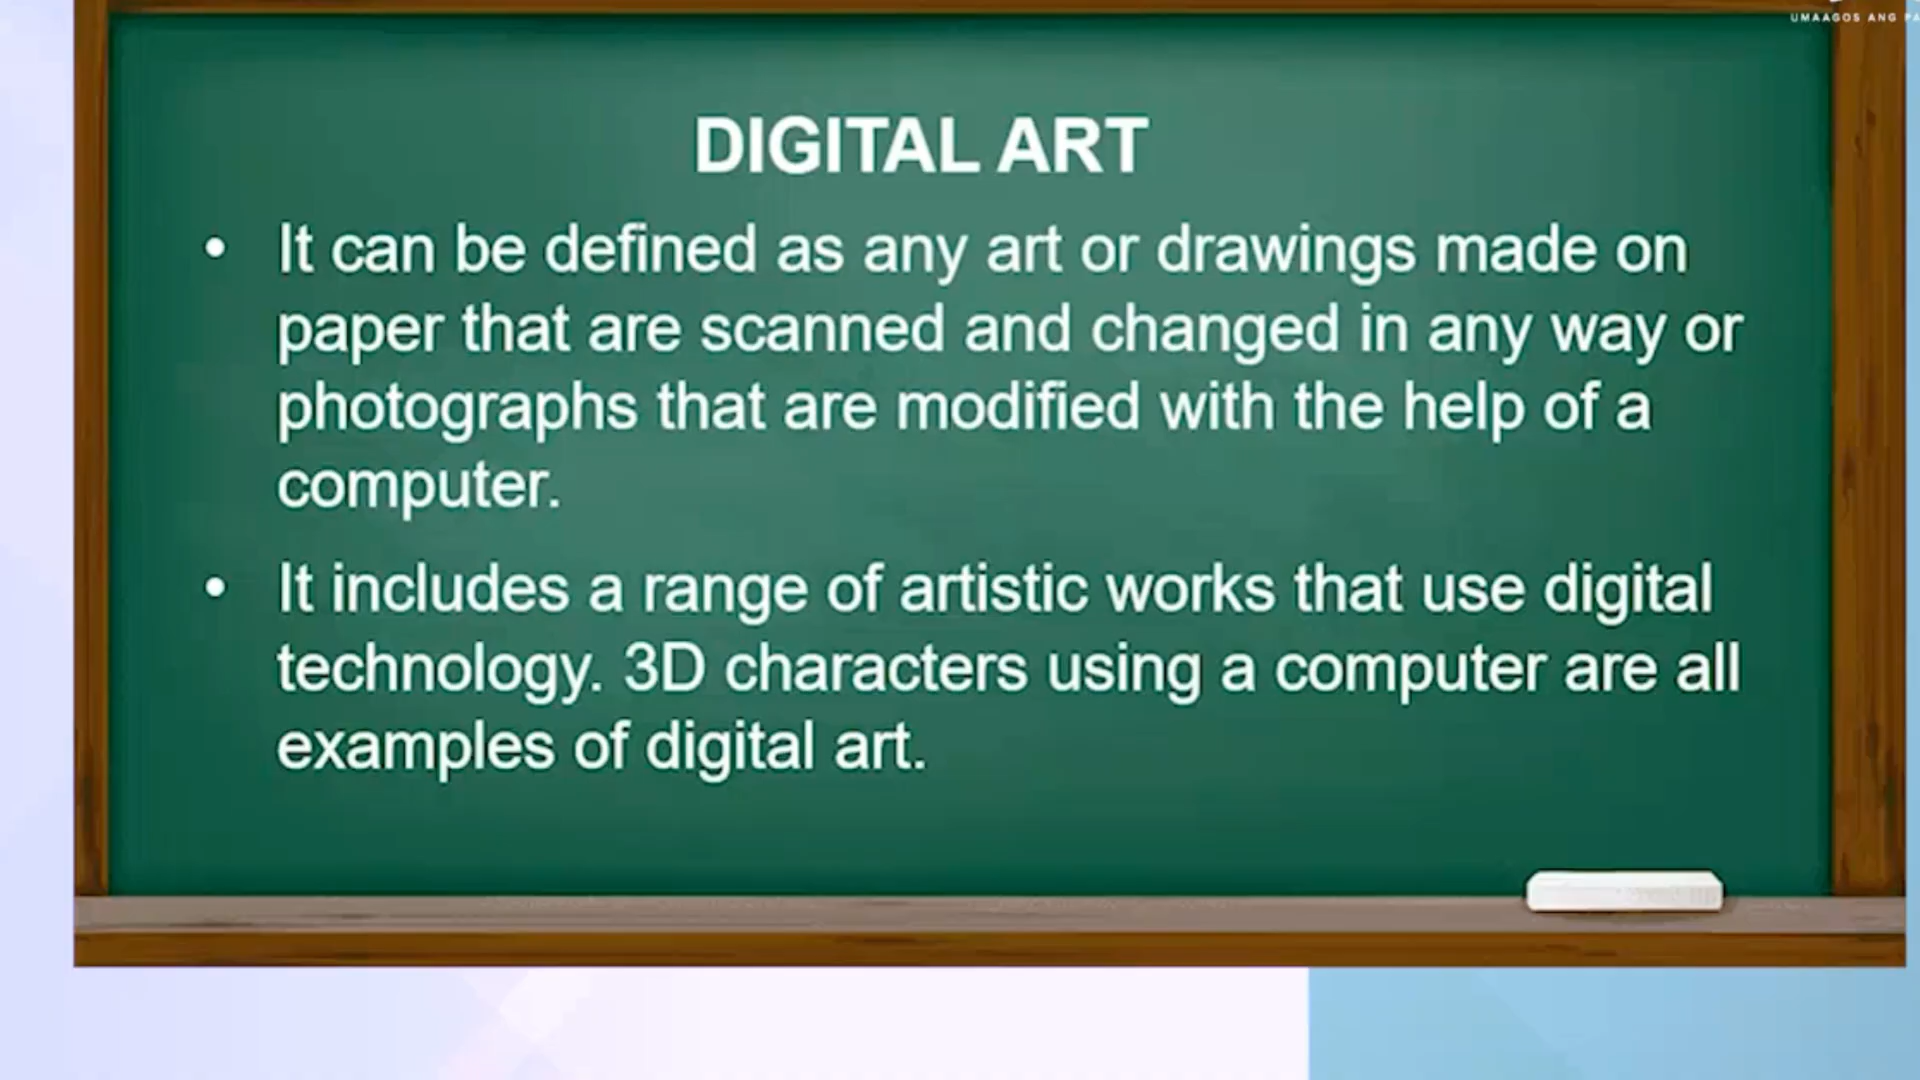 UMAAGOS ANG
DIGITAL ART
• It can be defined as any art or drawings made on
paper that are scanned and changed in any way or
photographs that are modified with the help of a
computer.
• It includes a range of artistic works that use digital
technology. 3D characters using a computer are all
examples of digital art.